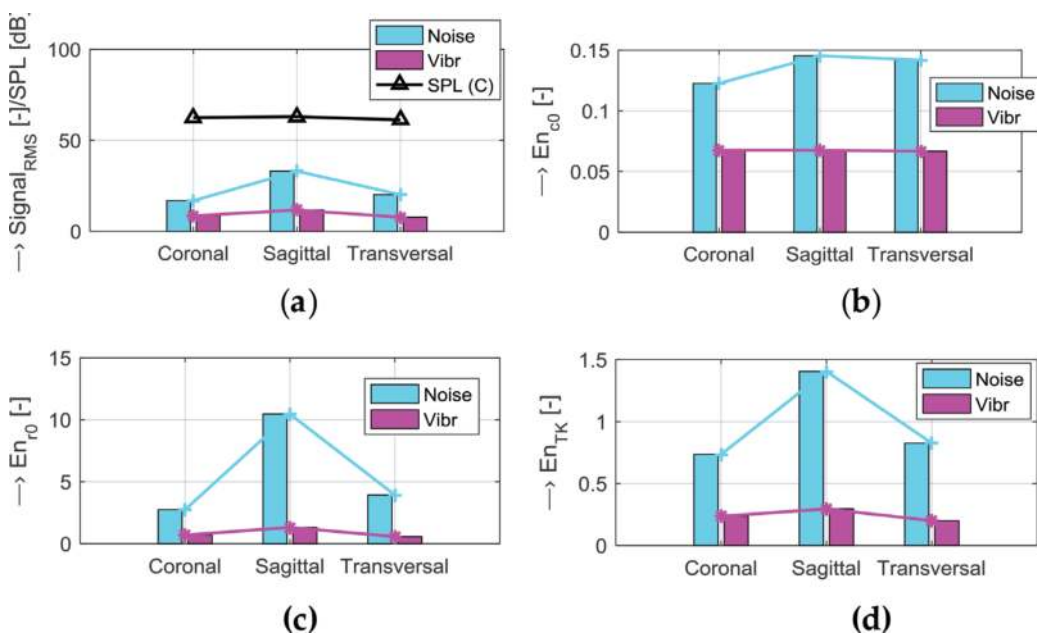 ⟶ Signal_RMS [-]/SPL [dB]
100
50
0
Noise
Vibr
SPL (C)
Coronal Sagittal Transversal
(a)
⟶ En_c0 [-]
0.15
0.1
0.05
0
Noise
Vibr
Coronal Sagittal Transversal
(b)
⟶ En_r0 [-]
15
10
5
0
Noise
Vibr
Coronal Sagittal Transversal
(c)
⟶ En_TK [-]
1.5
1
0.5
0
Noise
Vibr
Coronal Sagittal Transversal
(d)